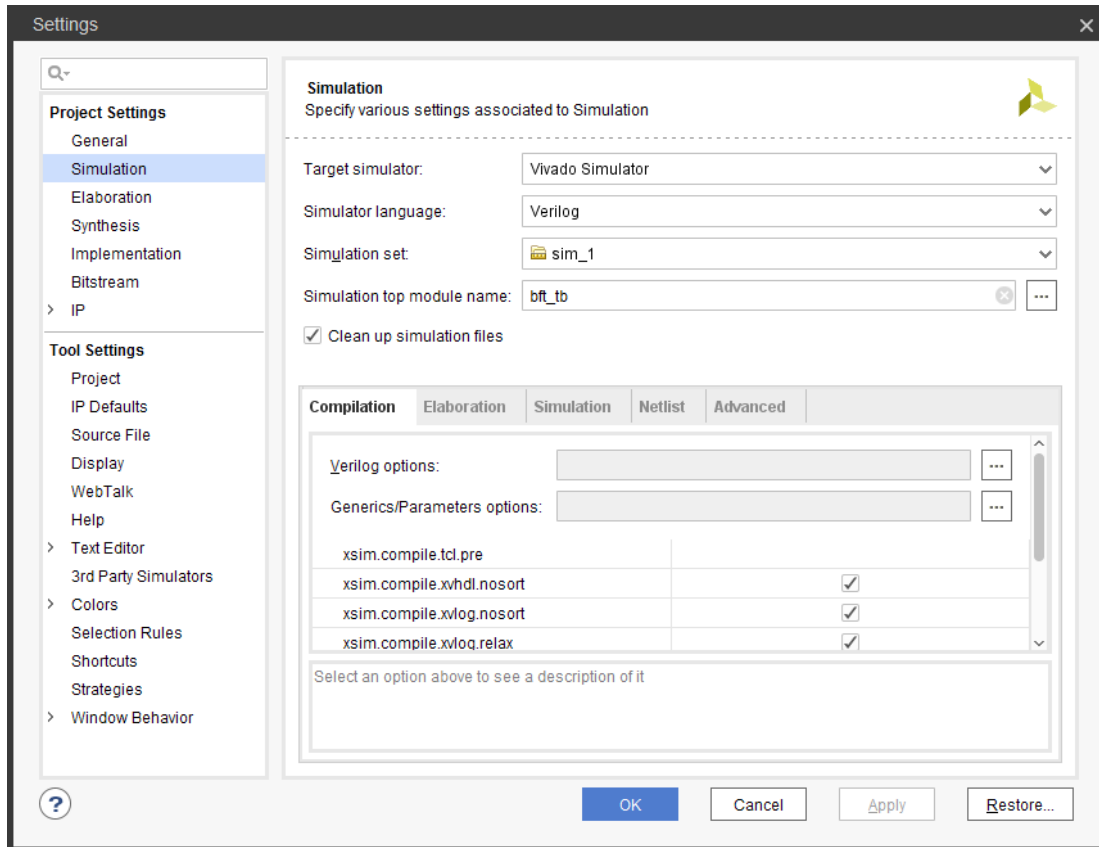 Settings
Project Settings
General
Simulation
Elaboration
Synthesis
Implementation
Bitstream
IP
Tool Settings
Project
IP Defaults
Source File
Display
WebTalk
Help
Text Editor
3rd Party Simulators
Colors
Selection Rules
Shortcuts
Strategies
Window Behavior
Simulation
Specify various settings associated to Simulation
Target simulator: Vivado Simulator
Simulator language: Verilog
Simulation set: sim_1
Simulation top module name: bft_tb ...
Clean up simulation files
Compilation Elaboration Simulation Netlist Advanced
Verilog options: ...
Generics/Parameters options: ...
xsim.compile.tcl.pre
xsim.compile.xvhdl.nosort
xsim.compile.xvlog.nosort
xsim.compile.xvlog.relax
Select an option above to see a description of it
? OK Cancel Apply Restore...